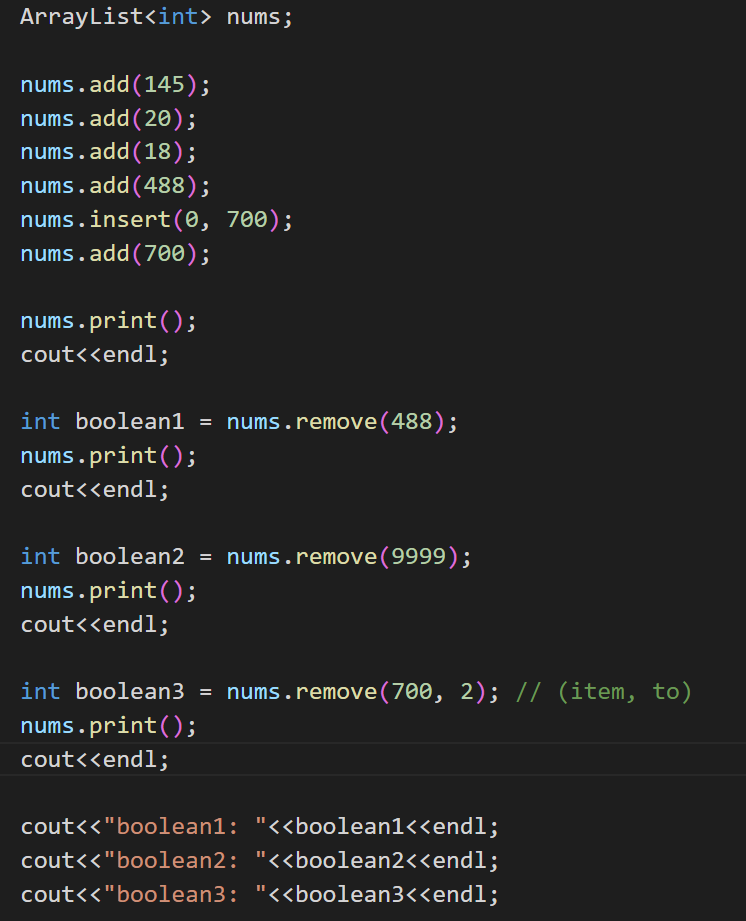 ArrayList<int> nums;
nums.add(145);
nums.add(20);
nums.add(18);
nums.add(488);
nums.insert(0, 700);
nums.add(700);
nums.print();
cout<<endl;
int boolean1 = nums.remove(488);
nums.print();
cout<<endl;
int boolean2 = nums.remove(9999);
nums.print();
cout<<endl;
int boolean3 = nums.remove(700, 2); // (item, to)
nums.print();
cout<<endl;
cout<<"boolean1: "<<boolean1<<endl;
cout<<"boolean2: "<<boolean2<<endl;
cout<<"boolean3: "<<boolean3<<endl;